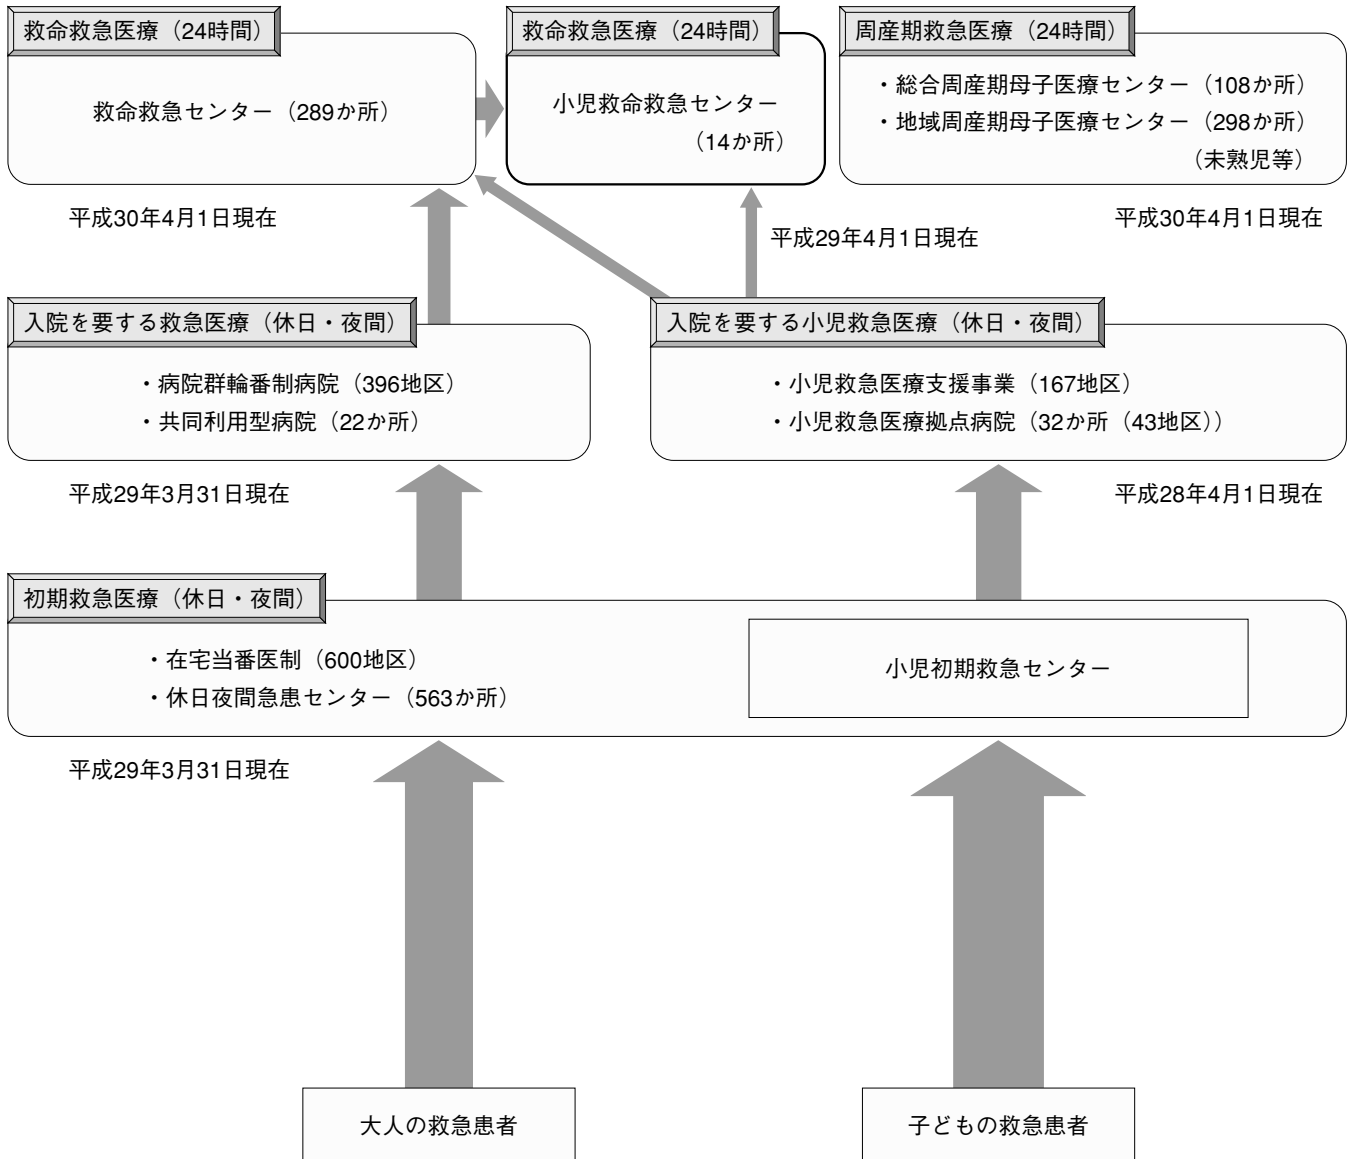 救命救急医療（24時間）
救命救急センター（289か所）
平成30年4月1日現在
救命救急医療（24時間）
小児救命救急センター
（14か所）
平成29年4月1日現在
周産期救急医療（24時間）
・総合周産期母子医療センター（108か所）
・地域周産期母子医療センター（298か所）
（未熟児等）
平成30年4月1日現在
入院を要する救急医療（休日・夜間）
・病院群輪番制病院（396地区）
・共同利用型病院（22か所）
平成29年3月31日現在
入院を要する小児救急医療（休日・夜間）
・小児救急医療支援事業（167地区）
・小児救急医療拠点病院（32か所（43地区））
平成28年4月1日現在
初期救急医療（休日・夜間）
・在宅当番医制（600地区）
・休日夜間急患センター（563か所）
小児初期救急センター
平成29年3月31日現在
大人の救急患者
子どもの救急患者